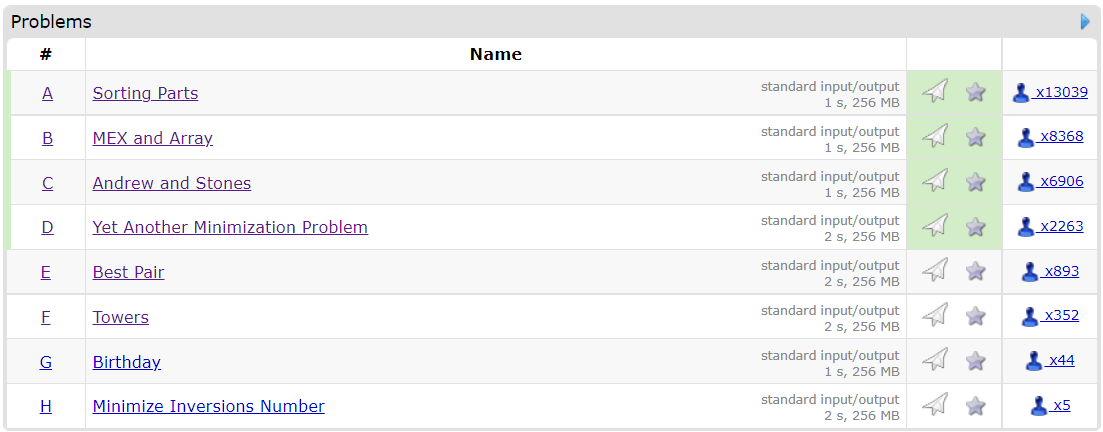 Problems
# Name
A Sorting Parts standard input/output x13039
1 s, 256 MB
B MEX and Array standard input/output x8368
1 s, 256 MB
C Andrew and Stones standard input/output x6906
1 s, 256 MB
D Yet Another Minimization Problem standard input/output x2263
2 s, 256 MB
E Best Pair standard input/output x893
2 s, 256 MB
F Towers standard input/output x352
2 s, 256 MB
G Birthday standard input/output x44
1 s, 256 MB
H Minimize Inversions Number standard input/output x5
2 s, 256 MB